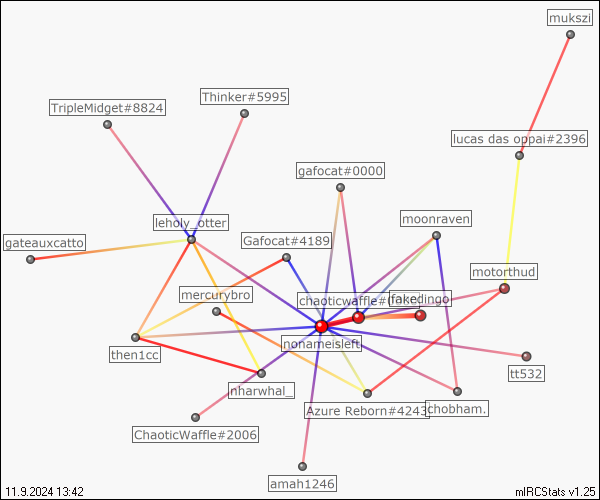 mukszi
Thinker#5995
TripleMidget#8824
lucas das oppai#2396
gafocat#0000
moonraven
leholy_otter
gateauxcatto
Gafocat#4189
motorthud
mercurybro
chaoticwaffle#
fakedingo
nonameisleft
then1cc
tt532
nharwhal_
Azure Reborn#4243
chobham.
ChaoticWaffle#2006
amah1246
11.9.2024 13:42
mIRCStats v1.25